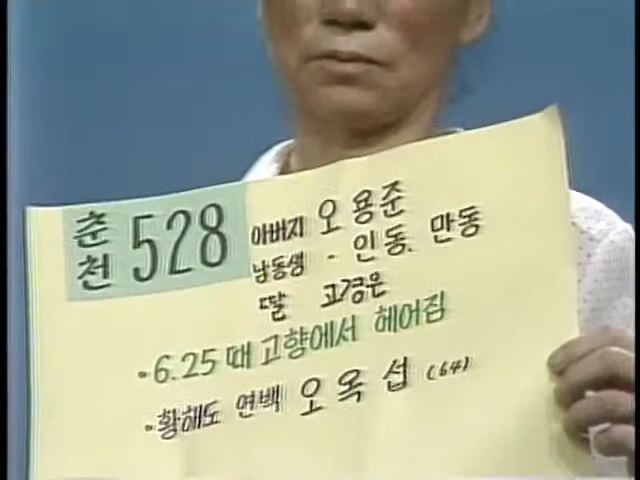 춘천 528
아버지 오용준
남동생 - 인동. 만동
딸 고경운
• 6.25 때 고향에서 헤어짐
• 황해도 연백 오옥섭 (64)